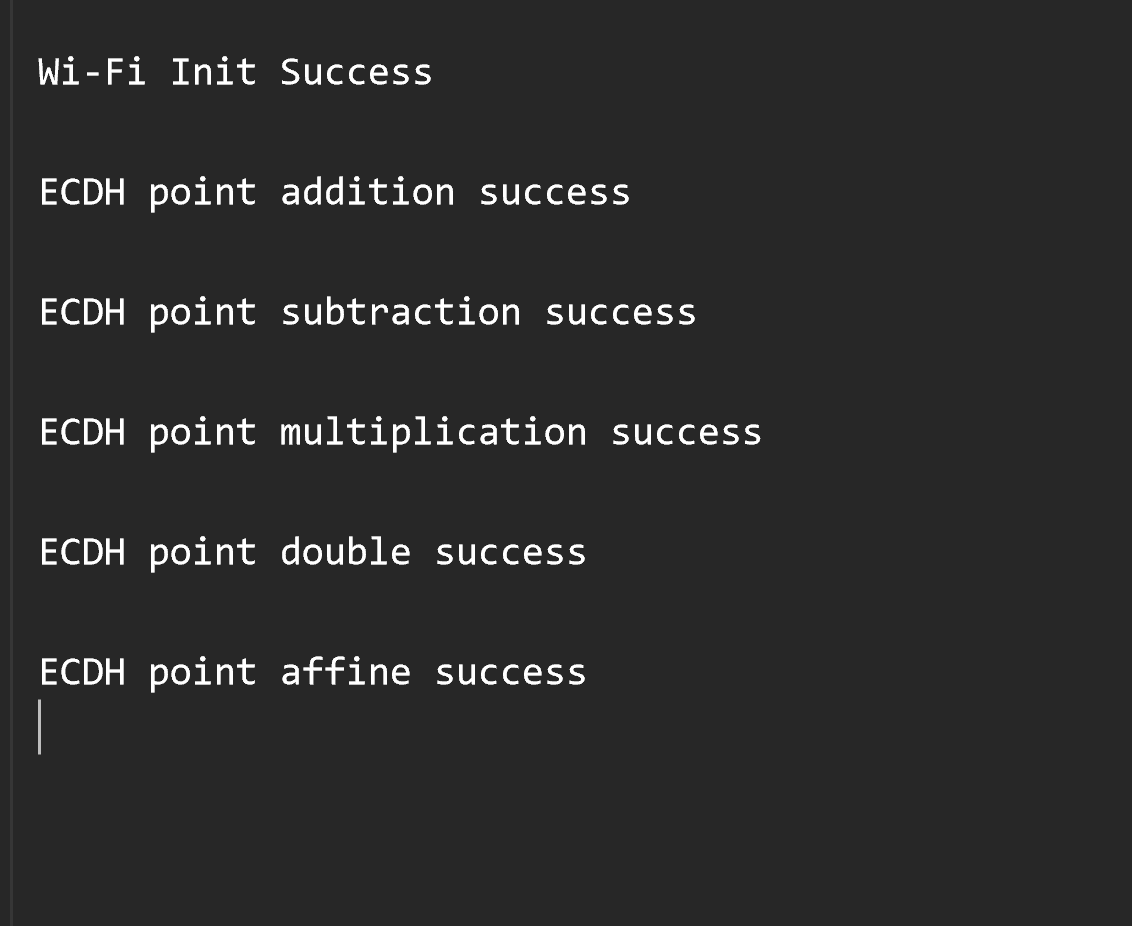 Wi-Fi Init Success
ECDH point addition success
ECDH point subtraction success
ECDH point multiplication success
ECDH point double success
ECDH point affine success